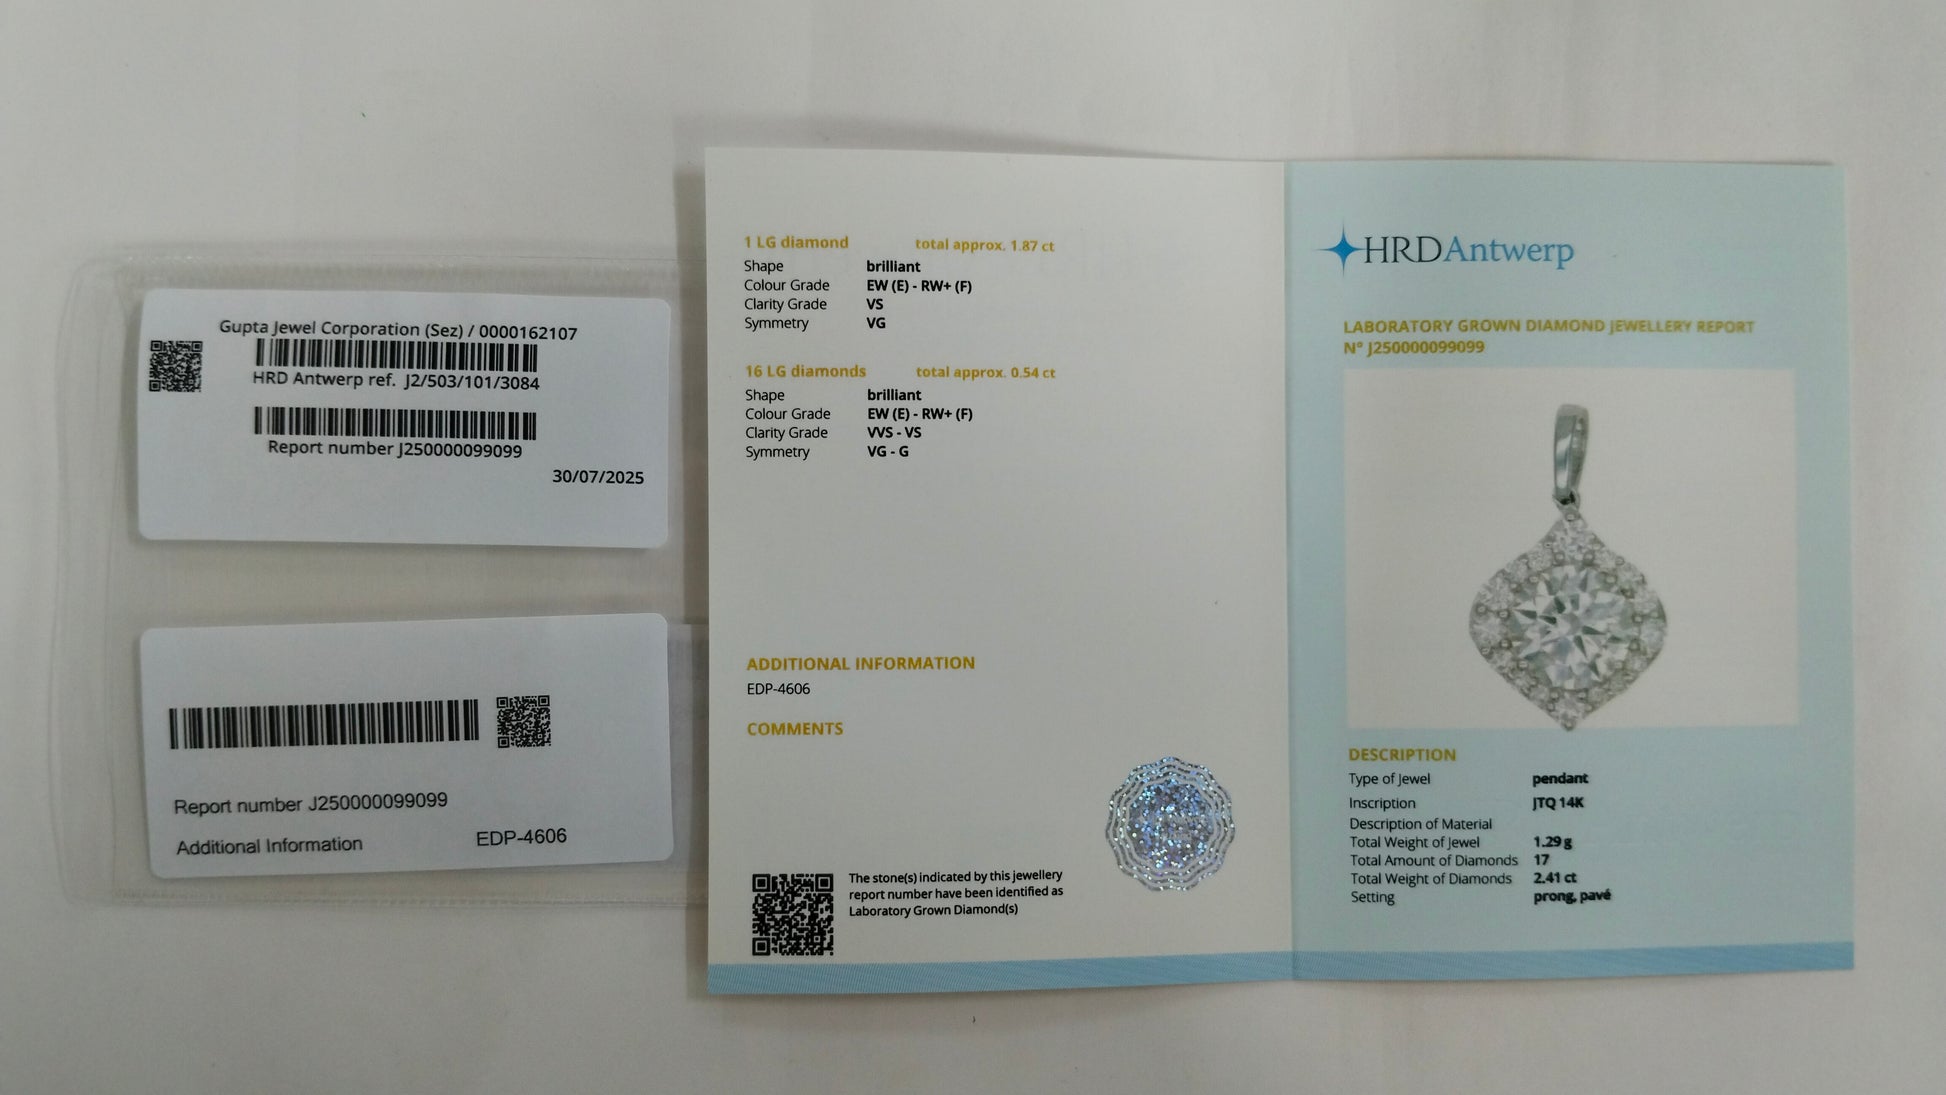 Gupta Jewel Corporation (Sez) / 0000162107
HRD Antwerp ref. J2/503/101/3084
Report number J250000099099
30/07/2025
Report number J250000099099
Additional Information EDP-4606
1 LG diamond total approx. 1.87 ct
Shape brilliant
Colour Grade EW (E) - RW+ (F)
Clarity Grade VS
Symmetry VG
16 LG diamonds total approx. 0.54 ct
Shape brilliant
Colour Grade EW (E) - RW+ (F)
Clarity Grade VVS - VS
Symmetry VG - G
ADDITIONAL INFORMATION
EDP-4606
COMMENTS
The stone(s) indicated by this jewellery
report number have been identified as
Laboratory Grown Diamond(s)
HRDAntwerp
LABORATORY GROWN DIAMOND JEWELLERY REPORT
N° J250000099099
DESCRIPTION
Type of Jewel pendant
Inscription JTQ 14K
Description of Material
Total Weight of Jewel 1.29 g
Total Amount of Diamonds 17
Total Weight of Diamonds 2.41 ct
Setting prong, pavé